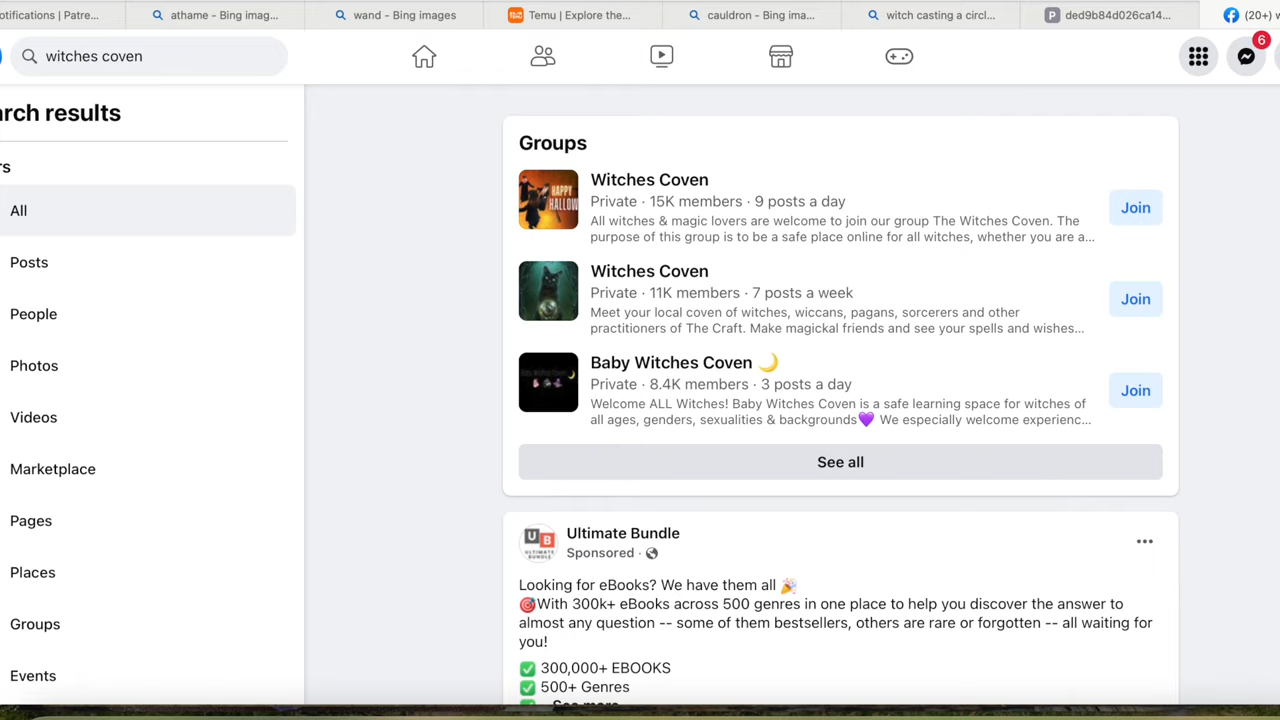 otifications | Patre...
athame - Bing imag...
wand - Bing images
Temu | Explore the...
cauldron - Bing ima...
witch casting a circl...
ded9b84d026ca14...
(20+) w
witches coven
6
arch results
rs
All
Posts
People
Photos
Videos
Marketplace
Pages
Places
Groups
Events
Groups
HAPPY
HALLOW
Witches Coven
Private · 15K members · 9 posts a day
All witches & magic lovers are welcome to join our group The Witches Coven. The
purpose of this group is to be a safe place online for all witches, whether you are a...
Join
Witches Coven
Private · 11K members · 7 posts a week
Meet your local coven of witches, wiccans, pagans, sorcerers and other
practitioners of The Craft. Make magickal friends and see your spells and wishes...
Join
Baby Witches Coven 🌙
Private · 8.4K members · 3 posts a day
Welcome ALL Witches! Baby Witches Coven is a safe learning space for witches of
all ages, genders, sexualities & backgrounds💜 We especially welcome experienc...
Join
See all
UB
ULTIMATE
BUNDLE
Ultimate Bundle
Sponsored ·
Looking for eBooks? We have them all 🎉
🎯With 300k+ eBooks across 500 genres in one place to help you discover the answer to
almost any question -- some of them bestsellers, others are rare or forgotten -- all waiting for
you!
✅ 300,000+ EBOOKS
✅ 500+ Genres
✅ ... See more